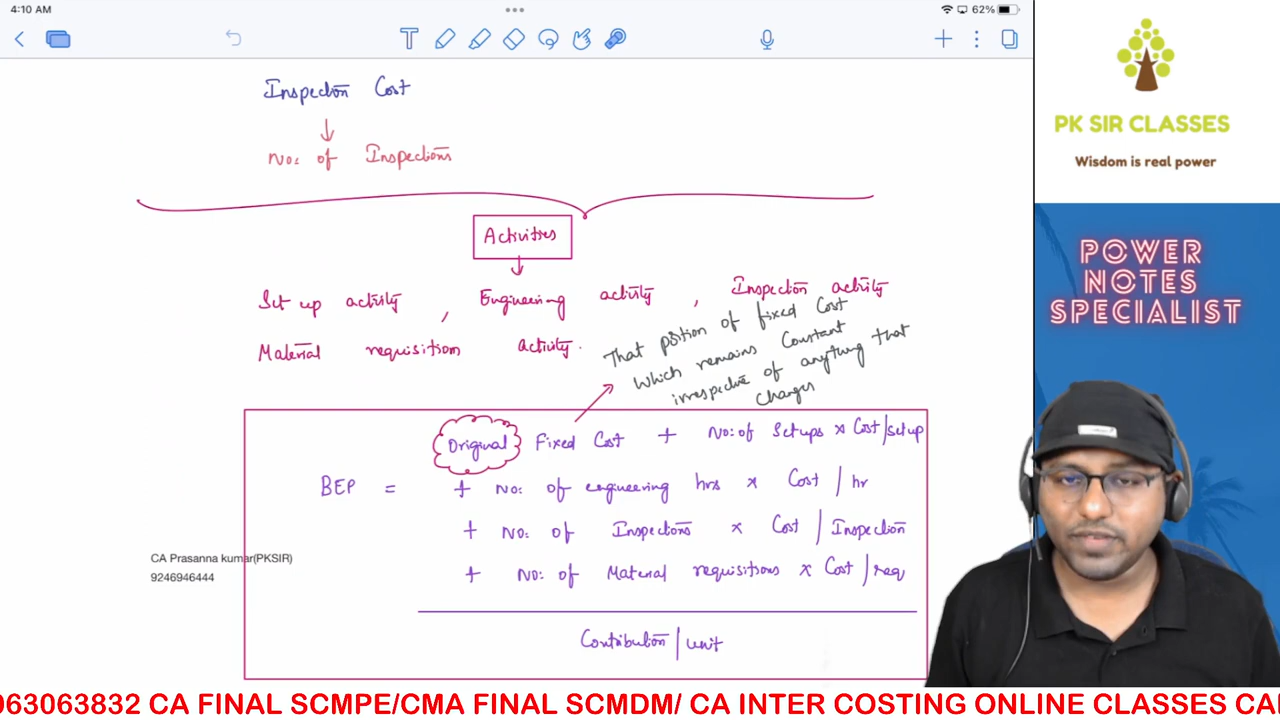 4:10 AM
62%
Inspection Cost
No: of Inspections
Activities
Set up activity, Engineering activity, Inspection activity
Material requisition activity.
That portion of fixed Cost
Which remains Constant
irrespective of anything that
changes
Original Fixed Cost + No: of Setups x Cost/setup
BEP = + No: of engineering hrs x Cost / hr
+ No: of Inspections x Cost / Inspection
+ No: of Material requisitions x Cost/req
Contribution/unit
CA Prasanna kumar(PKSIR)
9246946444
PK SIR CLASSES
Wisdom is real power
POWER
NOTES
SPECIALIST
063063832 CA FINAL SCMPE/CMA FINAL SCMDM/ CA INTER COSTING ONLINE CLASSES CA